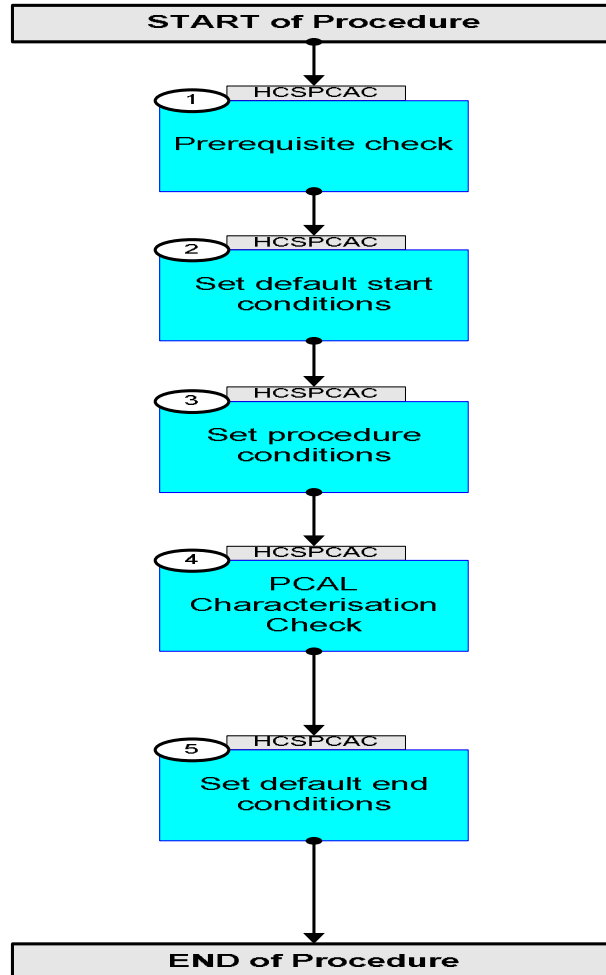 START of Procedure
HCSPCAC
1
Prerequisite check
HCSPCAC
2
Set default start
conditions
HCSPCAC
3
Set procedure
conditions
HCSPCAC
4
PCAL
Characterisation
Check
HCSPCAC
5
Set default end
conditions
END of Procedure